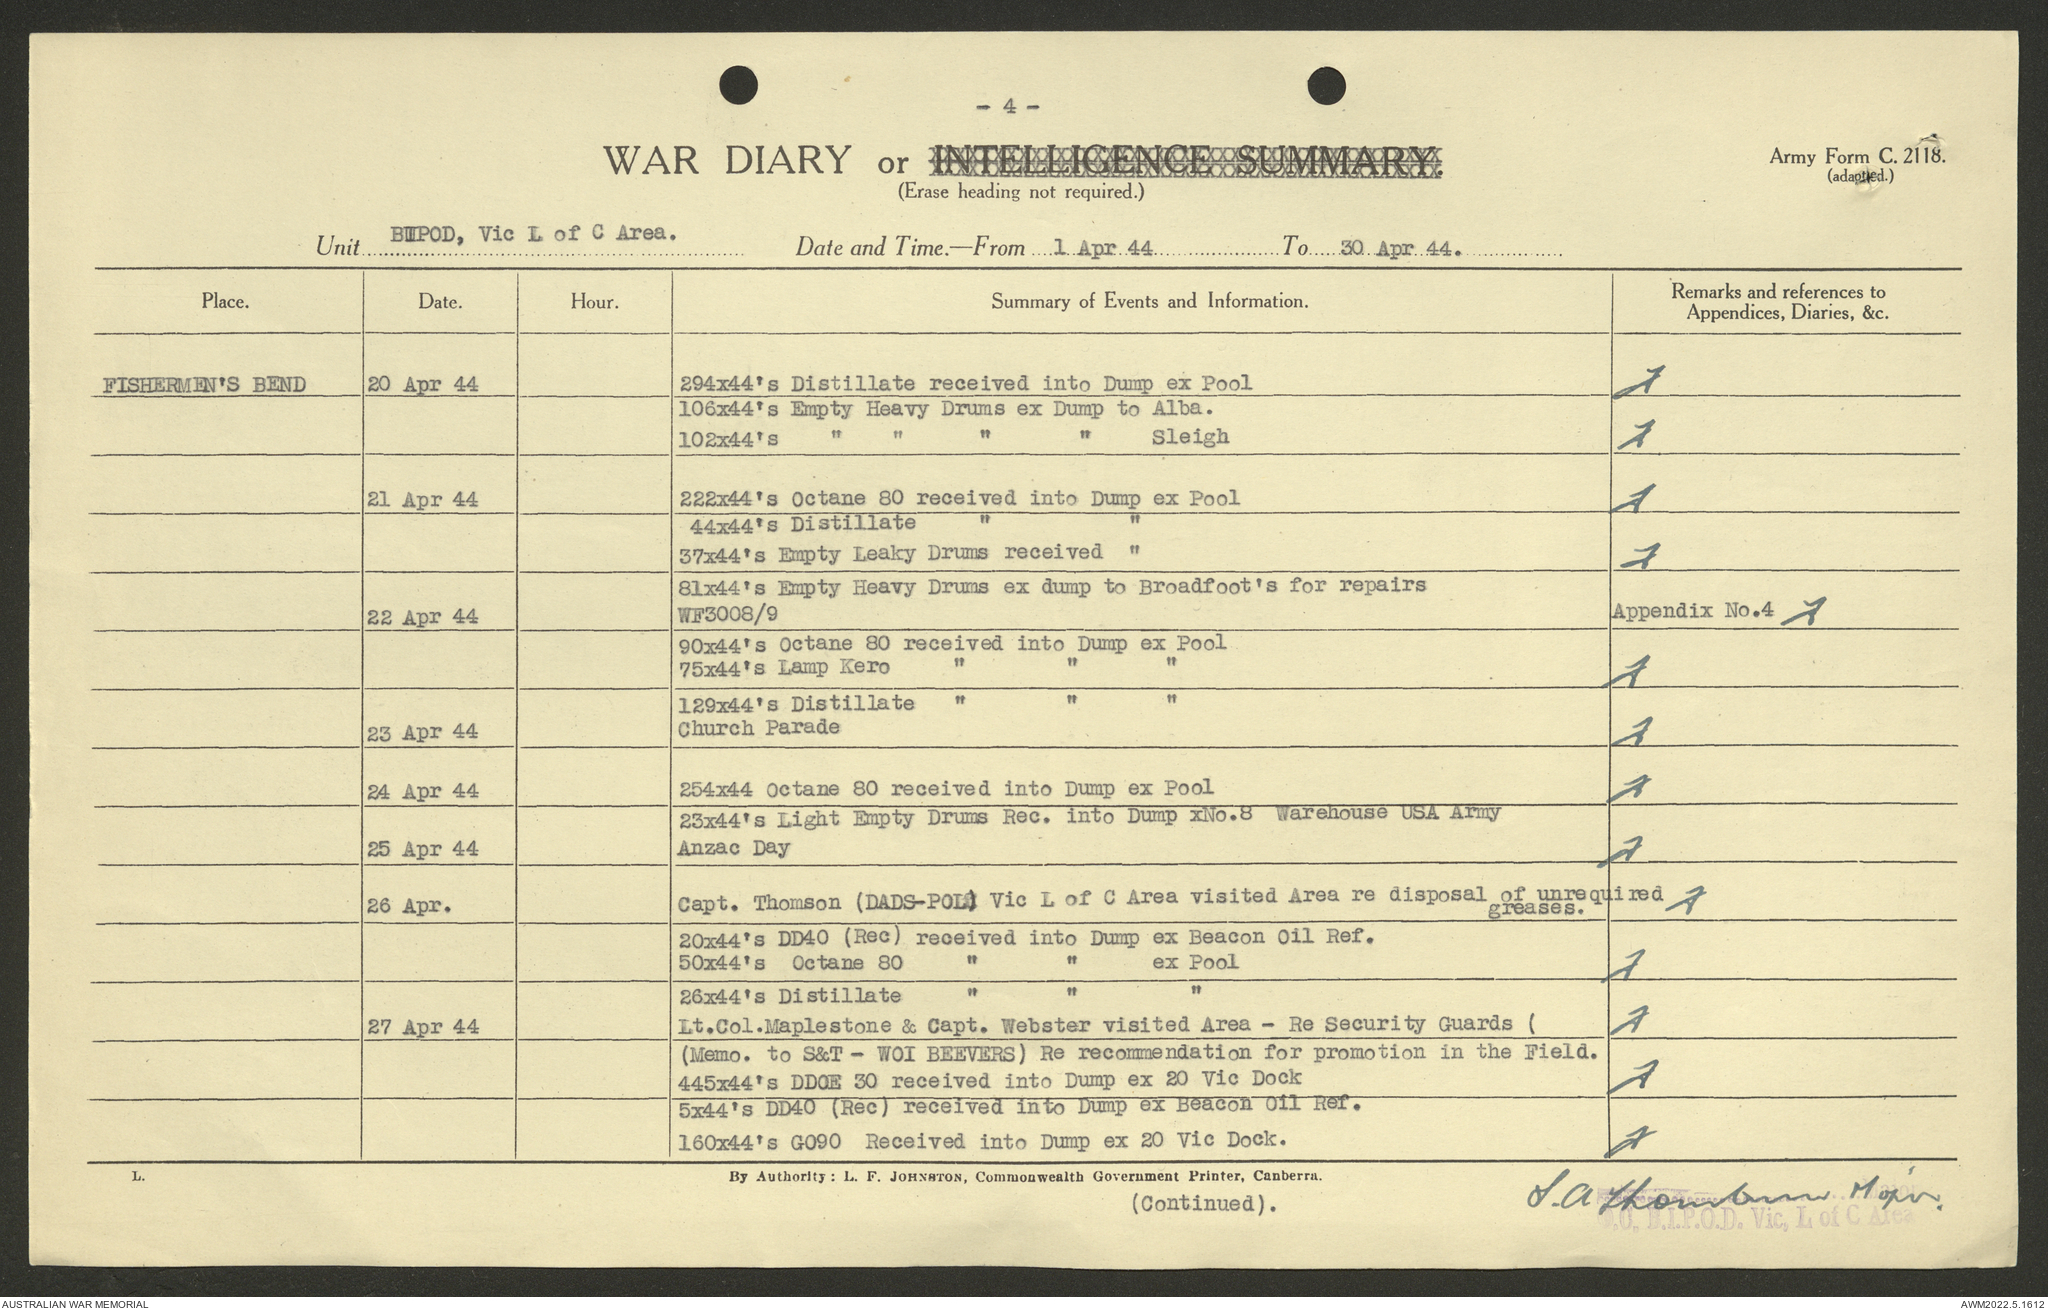 - 4 -
WAR DIARY or INTELLIGENCE SUMMARY.
(Erase heading not required.)
Army Form C. 2118.
(adapted.)
Unit BIPOD, Vic L of C Area. Date and Time.—From 1 Apr 44 To 30 Apr 44.
Place. Date. Hour. Summary of Events and Information. Remarks and references to Appendices, Diaries, &c.
FISHERMEN'S BEND 20 Apr 44 294x44's Distillate received into Dump ex Pool
106x44's Empty Heavy Drums ex Dump to Alba.
102x44's " " " " Sleigh
21 Apr 44 222x44's Octane 80 received into Dump ex Pool
44x44's Distillate " "
37x44's Empty Leaky Drums received "
81x44's Empty Heavy Drums ex dump to Broadfoot's for repairs
22 Apr 44 WF3008/9 Appendix No.4
90x44's Octane 80 received into Dump ex Pool
75x44's Lamp Kero " " "
129x44's Distillate " " "
23 Apr 44 Church Parade
24 Apr 44 254x44 Octane 80 received into Dump ex Pool
23x44's Light Empty Drums Rec. into Dump xNo.8 Warehouse USA Army
25 Apr 44 Anzac Day
26 Apr. Capt. Thomson (DADS-POL) Vic L of C Area visited Area re disposal of unrequired
greases.
20x44's DD40 (Rec) received into Dump ex Beacon Oil Ref.
50x44's Octane 80 " " ex Pool
26x44's Distillate " " "
27 Apr 44 Lt.Col.Maplestone & Capt. Webster visited Area - Re Security Guards (
(Memo. to S&T - WOI BEEVERS) Re recommendation for promotion in the Field.
445x44's DDOE 30 received into Dump ex 20 Vic Dock
5x44's DD40 (Rec) received into Dump ex Beacon Oil Ref.
160x44's GO90 Received into Dump ex 20 Vic Dock.
L. By Authority: L. F. JOHNSTON, Commonwealth Government Printer, Canberra.
(Continued).
Major
B.I.P.O.D. Vic, L of C Area
AUSTRALIAN WAR MEMORIAL AWM2022.5.1612